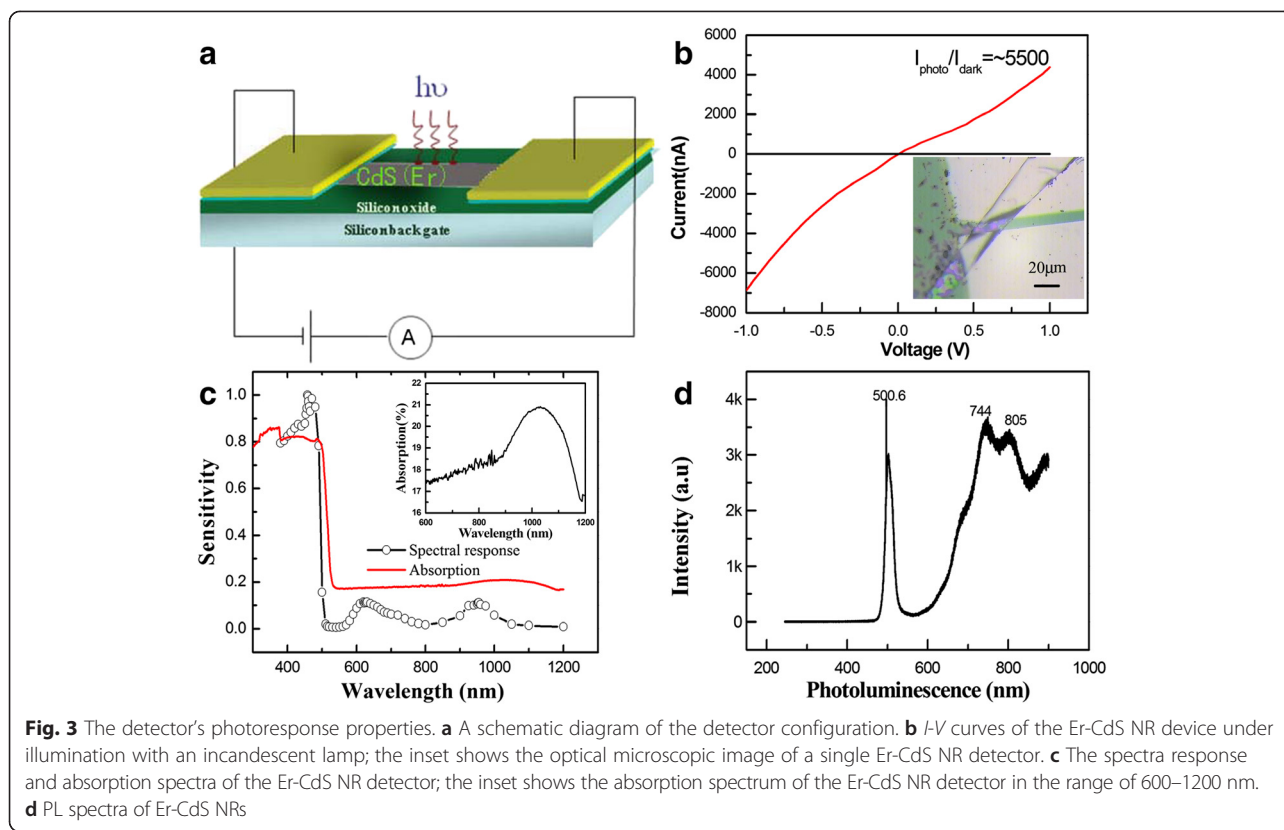 a
hυ
CdS(Er)
Siliconoxide
Siliconbackgate
A
b
I_photo/I_dark=~5500
6000
4000
2000
0
-2000
-4000
-6000
-8000
Current(nA)
20μm
-1.0 -0.5 0.0 0.5 1.0
Voltage (V)
c
1.0
0.8
0.6
0.4
0.2
0.0
Sensitivity
21
20
19
18
17
16
Absorption(%)
600 800 1000 1200
Wavelength (nm)
Spectral response
Absorption
400 600 800 1000 1200
Wavelength (nm)
d
500.6
744
805
4k
3k
2k
1k
0
Intensity (a.u)
200 400 600 800 1000
Photoluminescence (nm)
Fig. 3 The detector's photoresponse properties. a A schematic diagram of the detector configuration. b I-V curves of the Er-CdS NR device under
illumination with an incandescent lamp; the inset shows the optical microscopic image of a single Er-CdS NR detector. c The spectra response
and absorption spectra of the Er-CdS NR detector; the inset shows the absorption spectrum of the Er-CdS NR detector in the range of 600–1200 nm.
d PL spectra of Er-CdS NRs